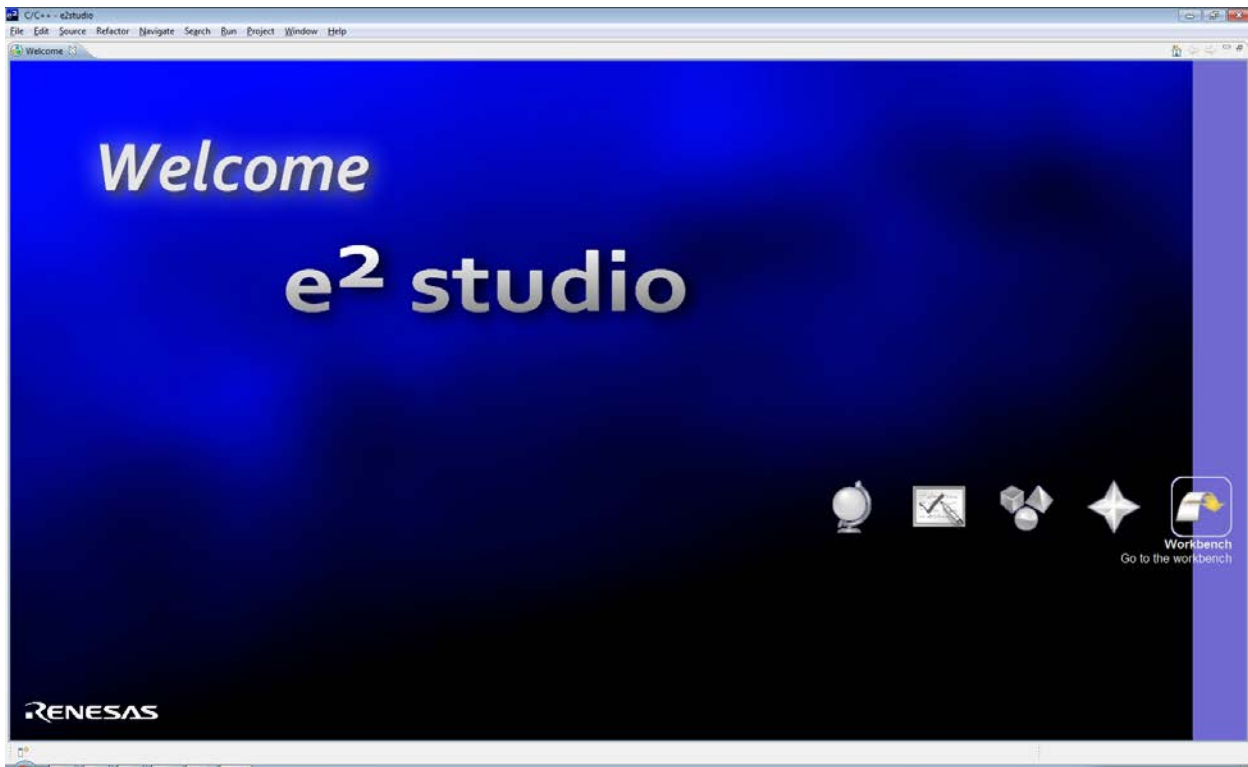 C/C++ - e2studio
File Edit Source Refactor Navigate Search Run Project Window Help
Welcome
Welcome
e² studio
Workbench
Go to the workbench
RENESAS